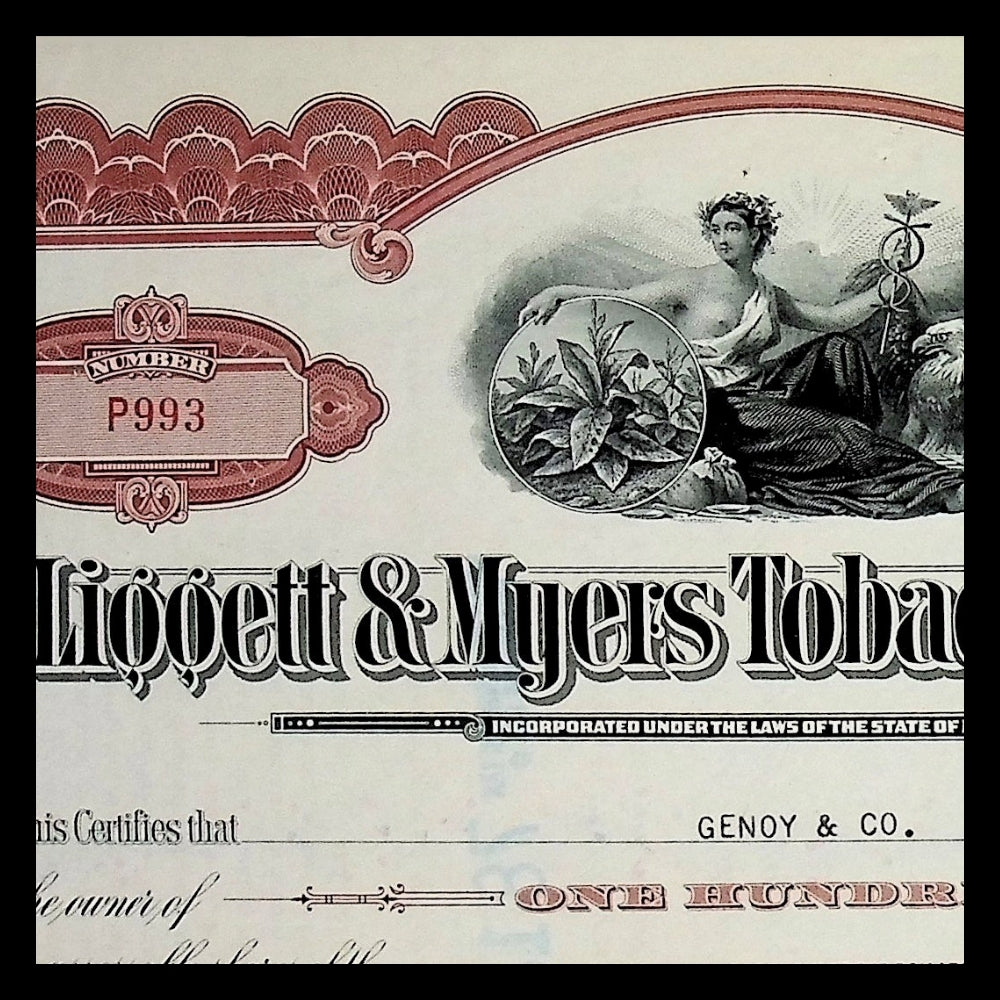 NUMBER
P993
Liggett & Myers Tobac
INCORPORATED UNDER THE LAWS OF THE STATE OF
his Certifies that GENOY & CO.
he owner of ONE HUNDR